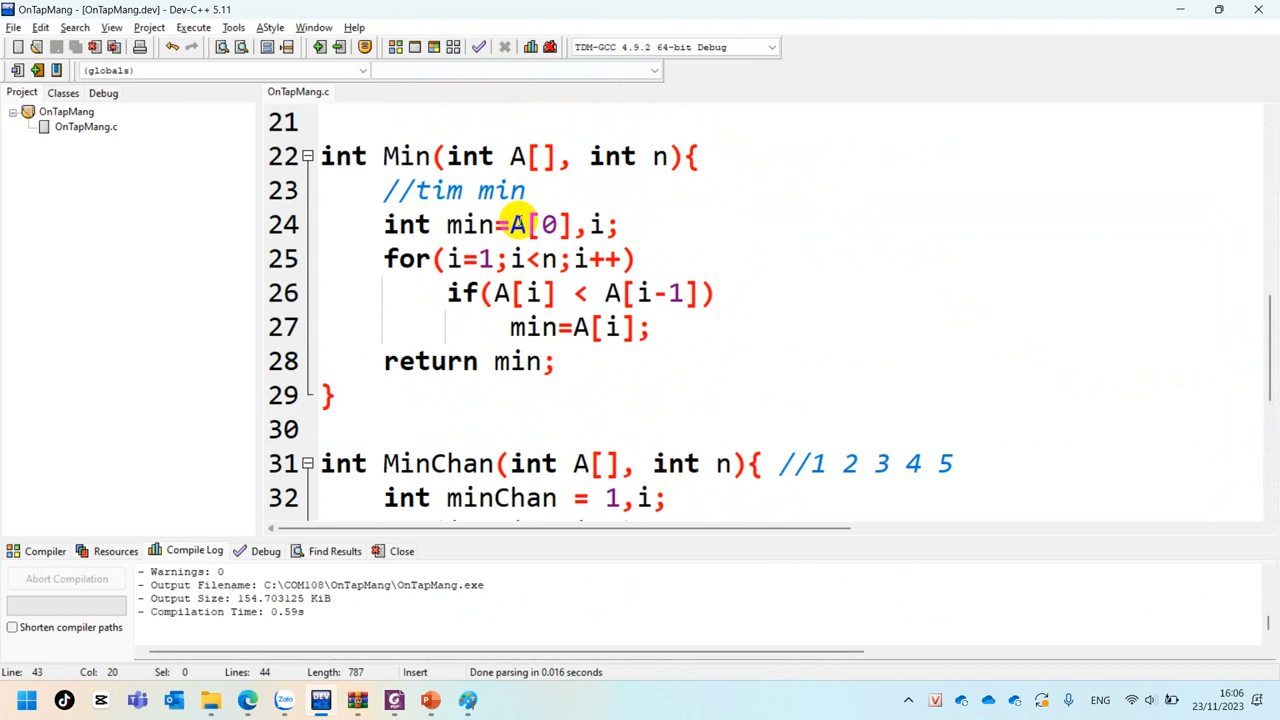 OnTapMang - [OnTapMang.dev] - Dev-C++ 5.11
File Edit Search View Project Execute Tools AStyle Window Help
TDM-GCC 4.9.2 64-bit Debug
(globals)
Project Classes Debug
OnTapMang.c
OnTapMang
OnTapMang.c
21
22 int Min(int A[], int n){
23 //tim min
24 int min=A[0],i;
25 for(i=1;i<n;i++)
26 if(A[i] < A[i-1])
27 min=A[i];
28 return min;
29 }
30
31 int MinChan(int A[], int n){ //1 2 3 4 5
32 int minChan = 1,i;
Compiler Resources Compile Log Debug Find Results Close
Abort Compilation
Shorten compiler paths
- Warnings: 0
- Output Filename: C:\COM108\OnTapMang\OnTapMang.exe
- Output Size: 154.703125 KiB
- Compilation Time: 0.59s
Line: 43 Col: 20 Sel: 0 Lines: 44 Length: 787 Insert Done parsing in 0.016 seconds
DEV
V
ENG
16:06
23/11/2023